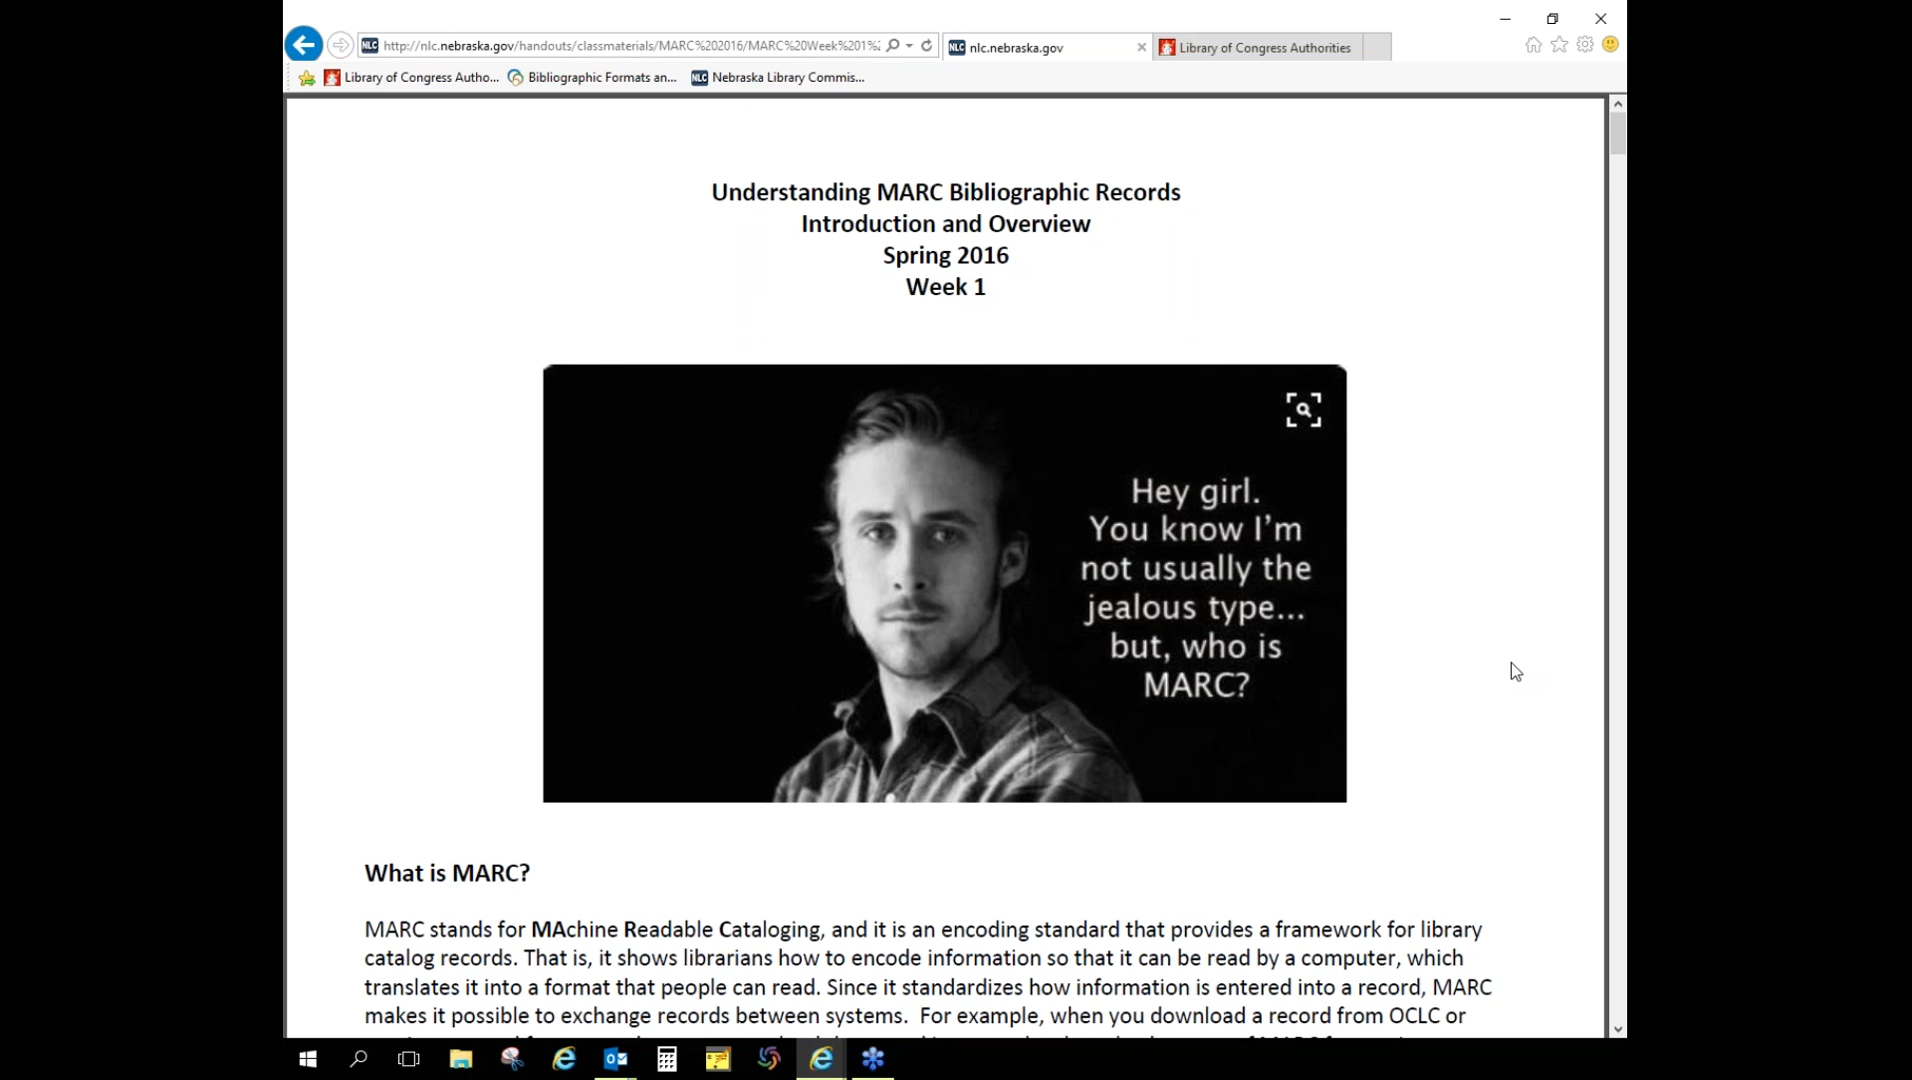 http://nlc.nebraska.gov/handouts/classmaterials/MARC%202016/MARC%20Week%201%
nlc.nebraska.gov
Library of Congress Authorities
Library of Congress Autho...
Bibliographic Formats an...
Nebraska Library Commis...
Understanding MARC Bibliographic Records
Introduction and Overview
Spring 2016
Week 1
Hey girl.
You know I'm
not usually the
jealous type...
but, who is
MARC?
What is MARC?
MARC stands for MAchine Readable Cataloging, and it is an encoding standard that provides a framework for library
catalog records. That is, it shows librarians how to encode information so that it can be read by a computer, which
translates it into a format that people can read. Since it standardizes how information is entered into a record, MARC
makes it possible to exchange records between systems. For example, when you download a record from OCLC or